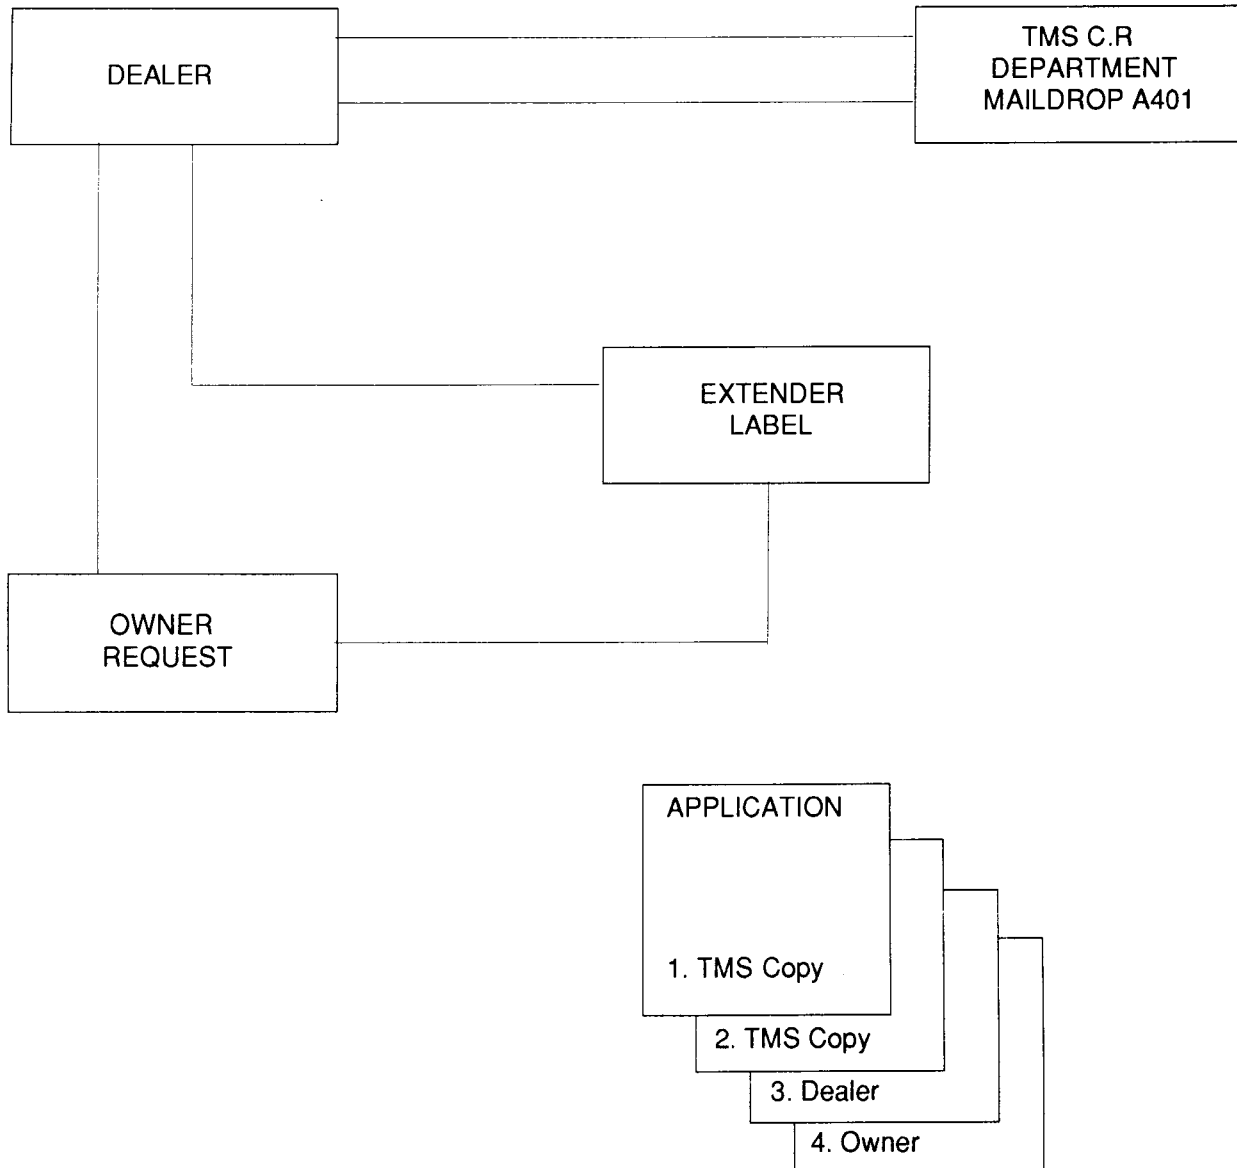 DEALER
TMS C.R
DEPARTMENT
MAILDROP A401
EXTENDER
LABEL
OWNER
REQUEST
APPLICATION
1. TMS Copy
2. TMS Copy
3. Dealer
4. Owner